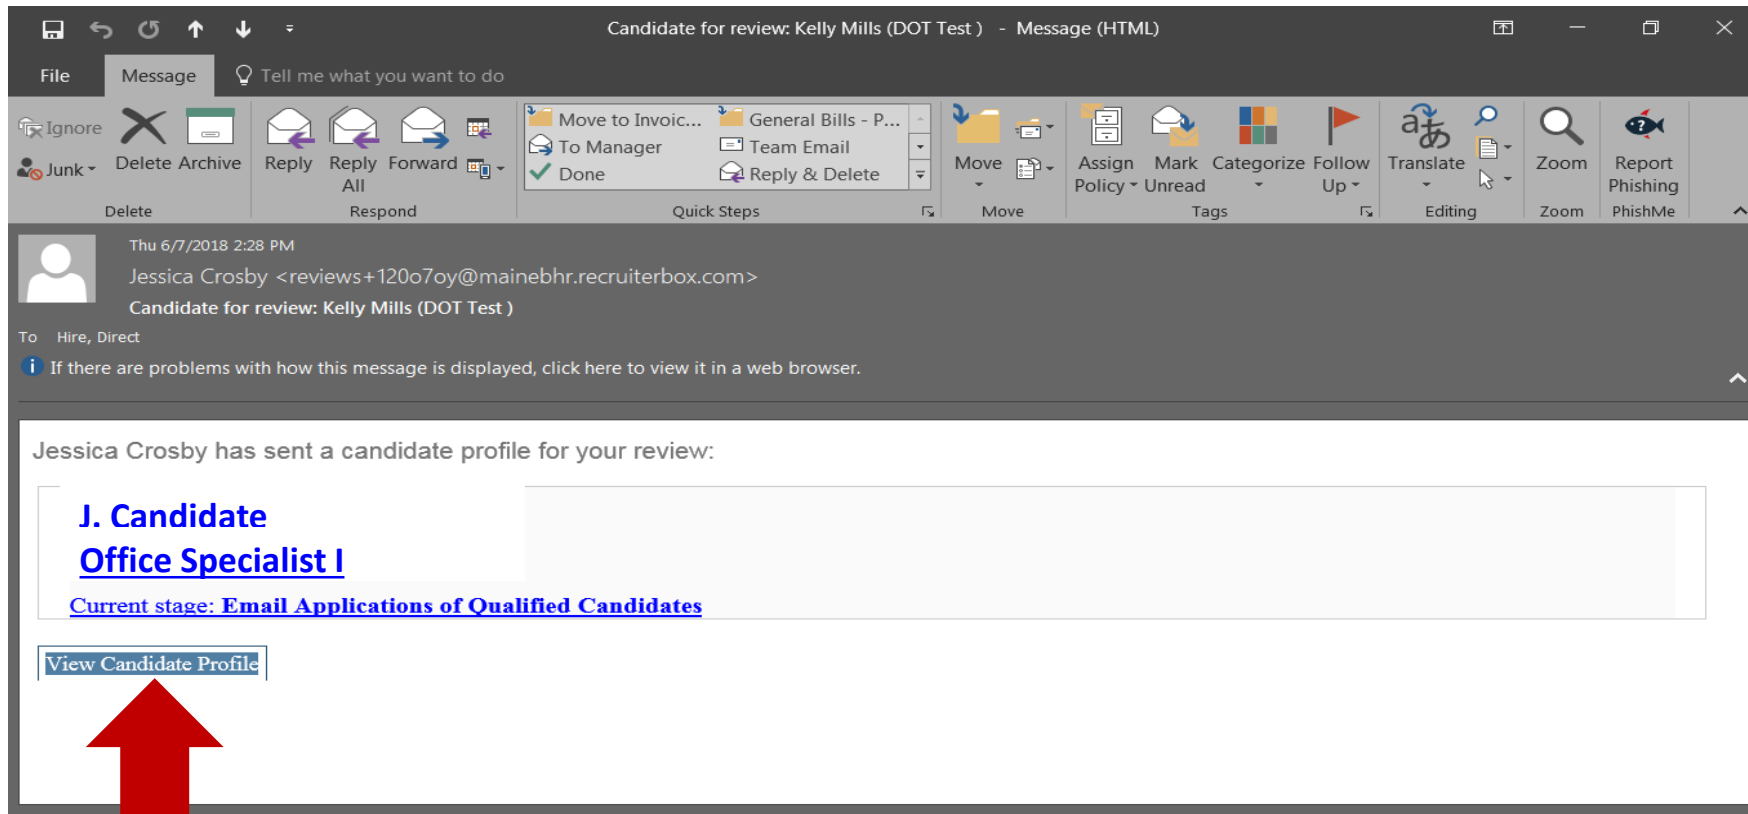 Candidate for review: Kelly Mills (DOT Test ) - Message (HTML)
File Message Tell me what you want to do
Ignore
Junk
Delete Archive
Delete
Reply Reply All Forward
Respond
Move to Invoic... General Bills - P...
To Manager Team Email
Done Reply & Delete
Quick Steps
Move
Move
Assign Policy Mark Unread Categorize Follow Up
Tags
Translate
Editing
Zoom
Zoom
Report Phishing
PhishMe
Thu 6/7/2018 2:28 PM
Jessica Crosby <reviews+120o7oy@mainebhr.recruiterbox.com>
Candidate for review: Kelly Mills (DOT Test )
To Hire, Direct
If there are problems with how this message is displayed, click here to view it in a web browser.
Jessica Crosby has sent a candidate profile for your review:
J. Candidate
Office Specialist I
Current stage: Email Applications of Qualified Candidates
View Candidate Profile